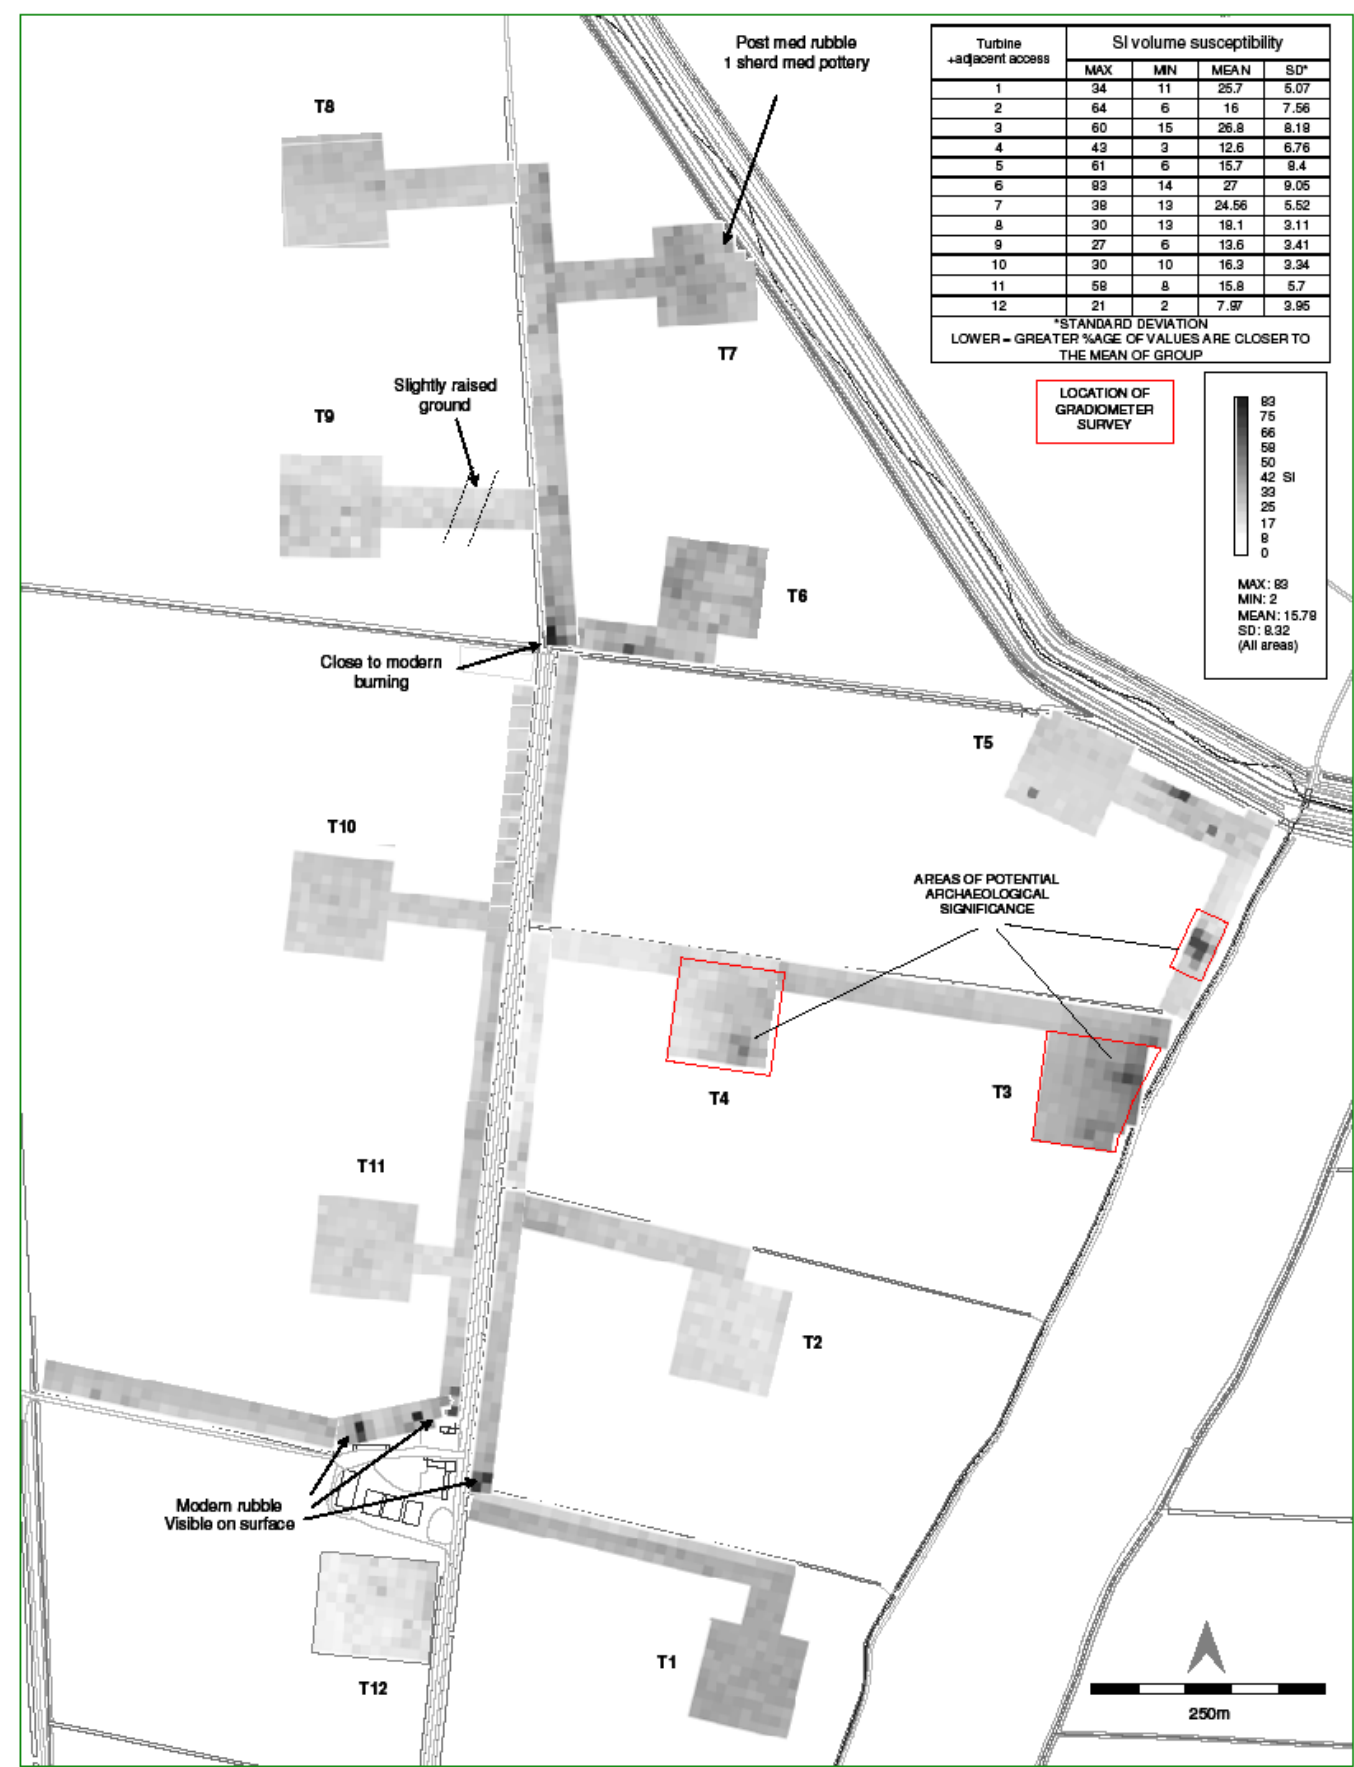 Post med rubble
1 sherd med pottery
Turbine +adjacent access SI volume susceptibility
MAX MIN MEAN SD*
1 34 11 25.7 5.07
2 64 6 16 7.56
3 60 15 26.8 8.19
4 43 3 12.6 6.76
5 61 6 15.7 8.4
6 83 14 27 9.05
7 38 13 24.56 5.52
8 30 13 18.1 3.11
9 27 6 13.6 3.41
10 30 10 16.3 3.34
11 58 8 15.8 5.7
12 21 2 7.97 3.95
*STANDARD DEVIATION
LOWER = GREATER %AGE OF VALUES ARE CLOSER TO
THE MEAN OF GROUP
LOCATION OF
GRADIOMETER
SURVEY
83
75
66
58
50
42 SI
33
25
17
8
0
MAX: 83
MIN: 2
MEAN: 15.78
SD: 8.32
(All areas)
T8
T7
Slightly raised
ground
T9
T6
Close to modern
burning
T5
T10
AREAS OF POTENTIAL
ARCHAEOLOGICAL
SIGNIFICANCE
T4
T3
T11
T2
Modern rubble
Visible on surface
T1
T12
250m